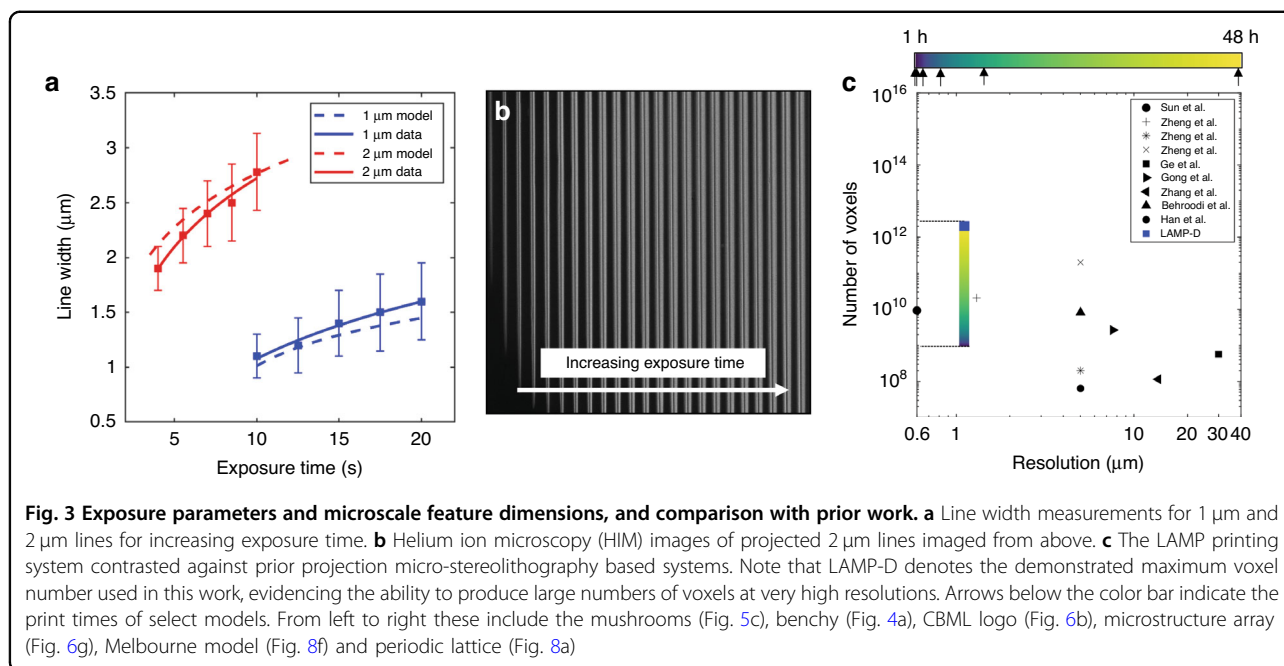 a
3.5
3
2.5
2
1.5
1
0.5
Line width (μm)
5
10
15
20
Exposure time (s)
1 μm model
1 μm data
2 μm model
2 μm data
b
Increasing exposure time
1 h
48 h
c
10^16
10^14
10^12
10^10
10^8
Number of voxels
0.6
1
10
20
30
40
Resolution (μm)
Sun et al.
Zheng et al.
Zheng et al.
Zheng et al.
Ge et al.
Gong et al.
Zhang et al.
Behroodi et al.
Han et al.
LAMP-D
Fig. 3 Exposure parameters and microscale feature dimensions, and comparison with prior work. a Line width measurements for 1 μm and
2 μm lines for increasing exposure time. b Helium ion microscopy (HIM) images of projected 2 μm lines imaged from above. c The LAMP printing
system contrasted against prior projection micro-stereolithography based systems. Note that LAMP-D denotes the demonstrated maximum voxel
number used in this work, evidencing the ability to produce large numbers of voxels at very high resolutions. Arrows below the color bar indicate the
print times of select models. From left to right these include the mushrooms (Fig. 5c), benchy (Fig. 4a), CBML logo (Fig. 6b), microstructure array
(Fig. 6g), Melbourne model (Fig. 8f) and periodic lattice (Fig. 8a)